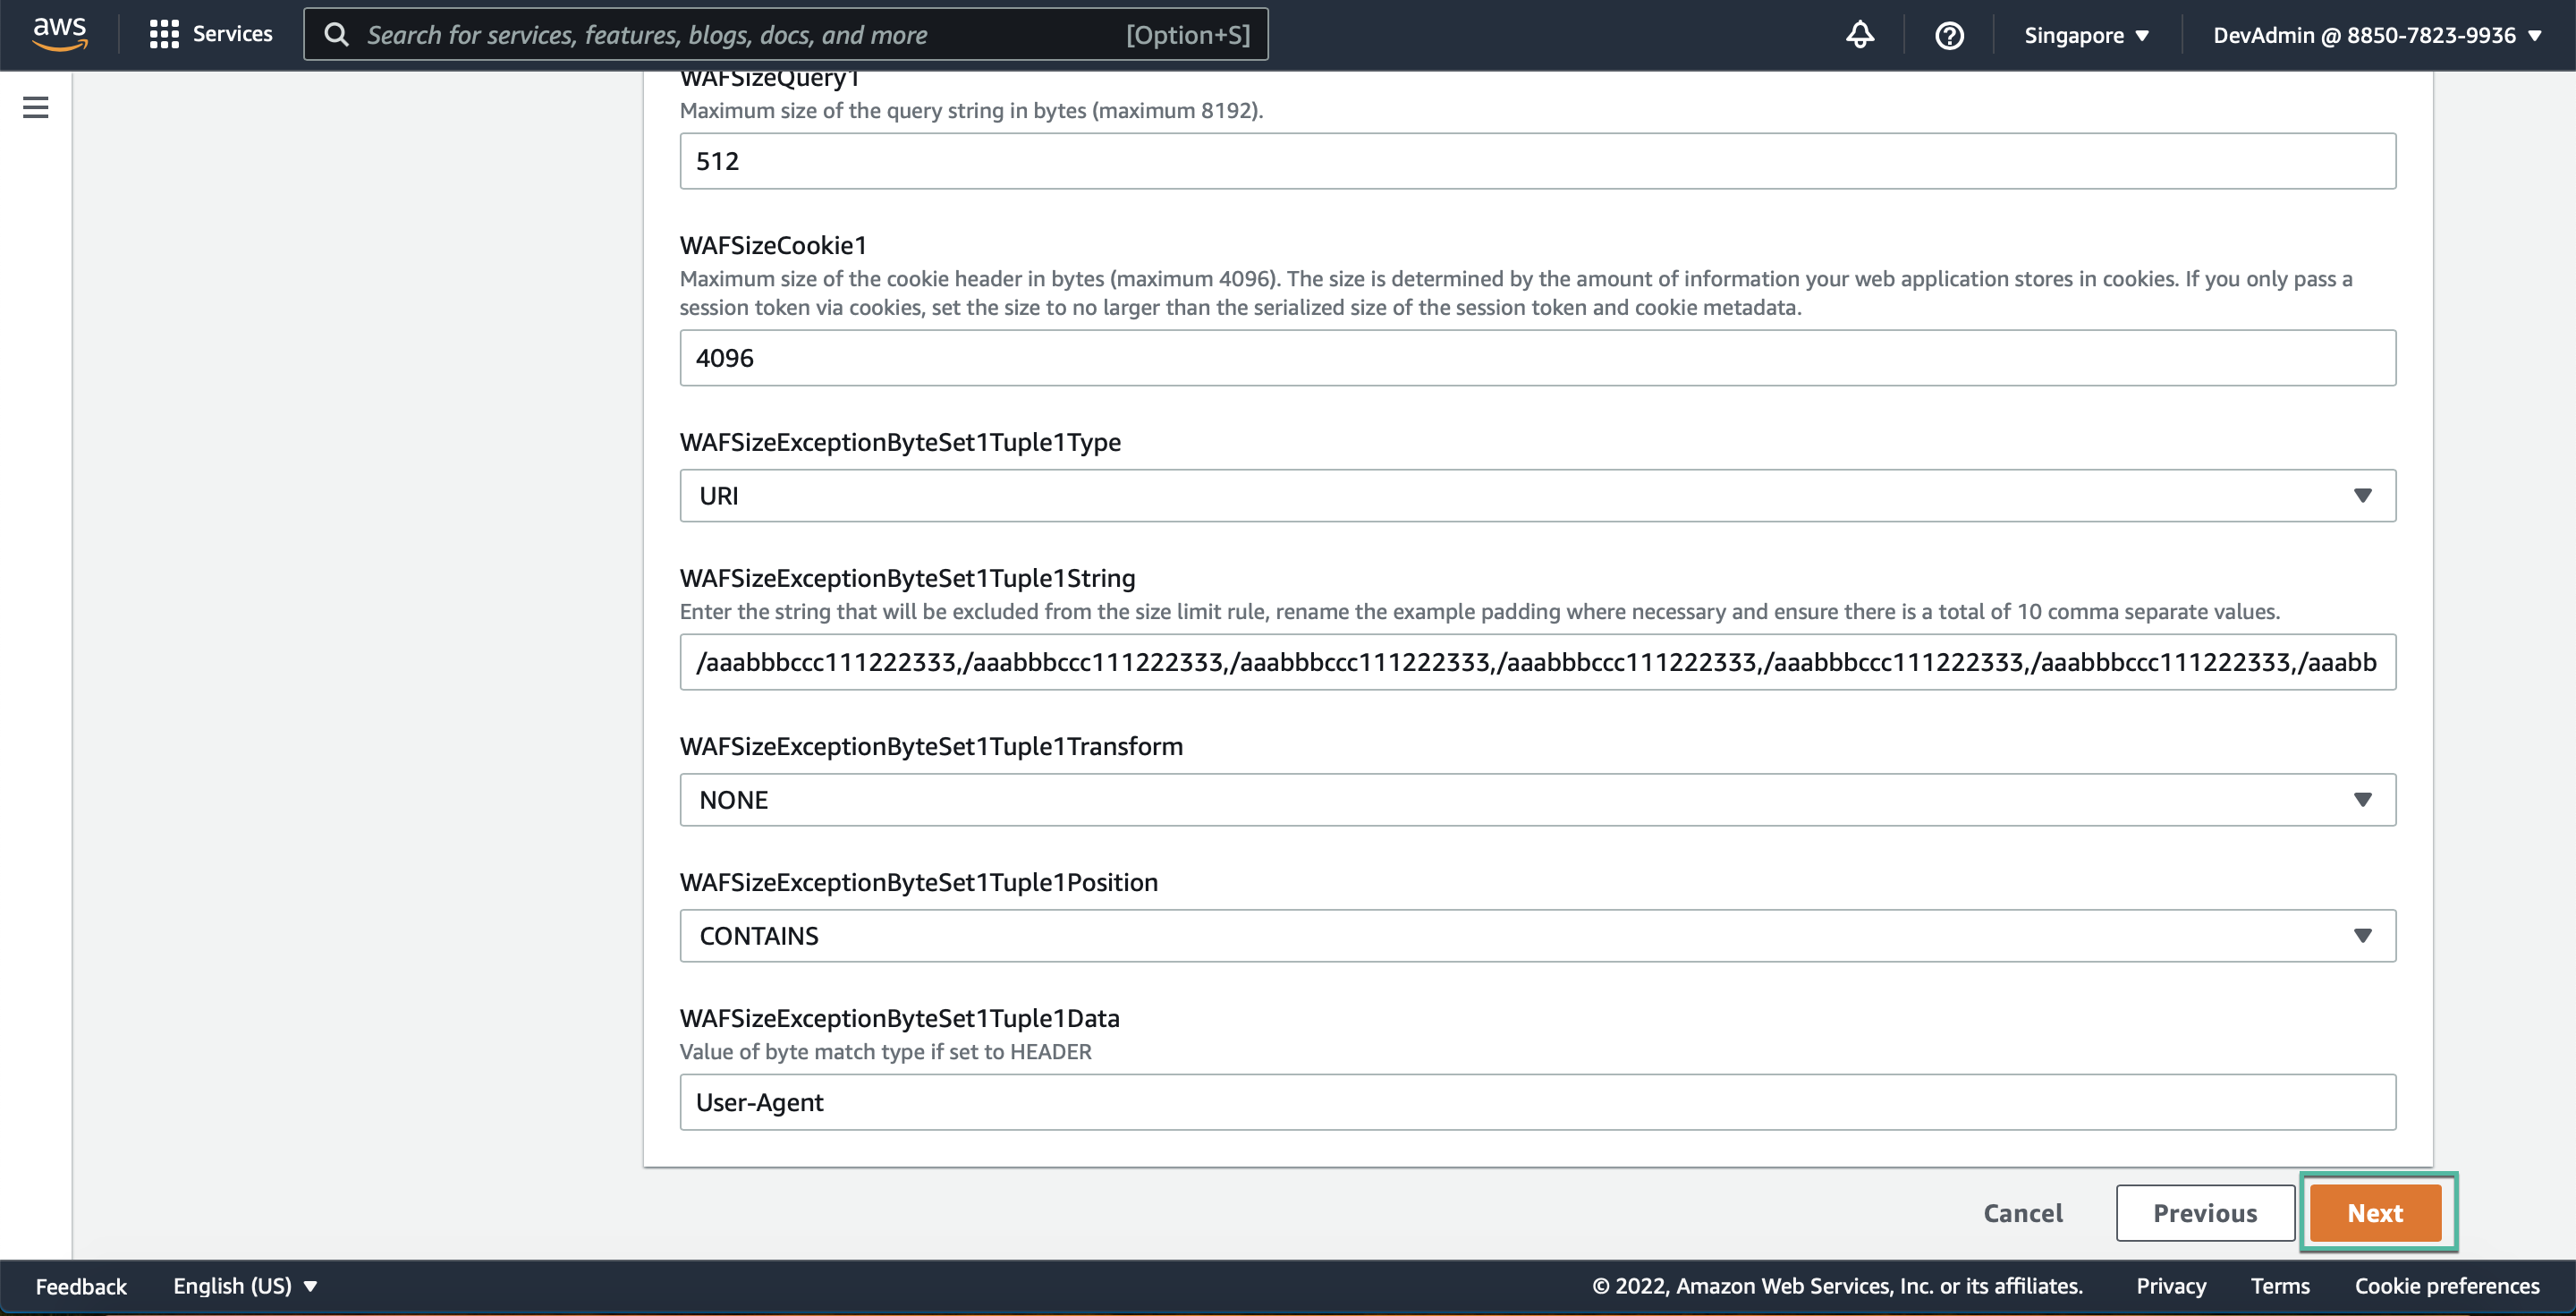 aws
Services
Search for services, features, blogs, docs, and more
[Option+S]
Singapore ▼
DevAdmin @ 8850-7823-9936 ▼
WAFSizeQuery1
Maximum size of the query string in bytes (maximum 8192).
512
WAFSizeCookie1
Maximum size of the cookie header in bytes (maximum 4096). The size is determined by the amount of information your web application stores in cookies. If you only pass a
session token via cookies, set the size to no larger than the serialized size of the session token and cookie metadata.
4096
WAFSizeExceptionByteSet1Tuple1Type
URI
WAFSizeExceptionByteSet1Tuple1String
Enter the string that will be excluded from the size limit rule, rename the example padding where necessary and ensure there is a total of 10 comma separate values.
/aaabbbccc111222333,/aaabbbccc111222333,/aaabbbccc111222333,/aaabbbccc111222333,/aaabbbccc111222333,/aaabbbccc111222333,/aaabb
WAFSizeExceptionByteSet1Tuple1Transform
NONE
WAFSizeExceptionByteSet1Tuple1Position
CONTAINS
WAFSizeExceptionByteSet1Tuple1Data
Value of byte match type if set to HEADER
User-Agent
Cancel
Previous
Next
Feedback
English (US) ▼
© 2022, Amazon Web Services, Inc. or its affiliates.
Privacy
Terms
Cookie preferences